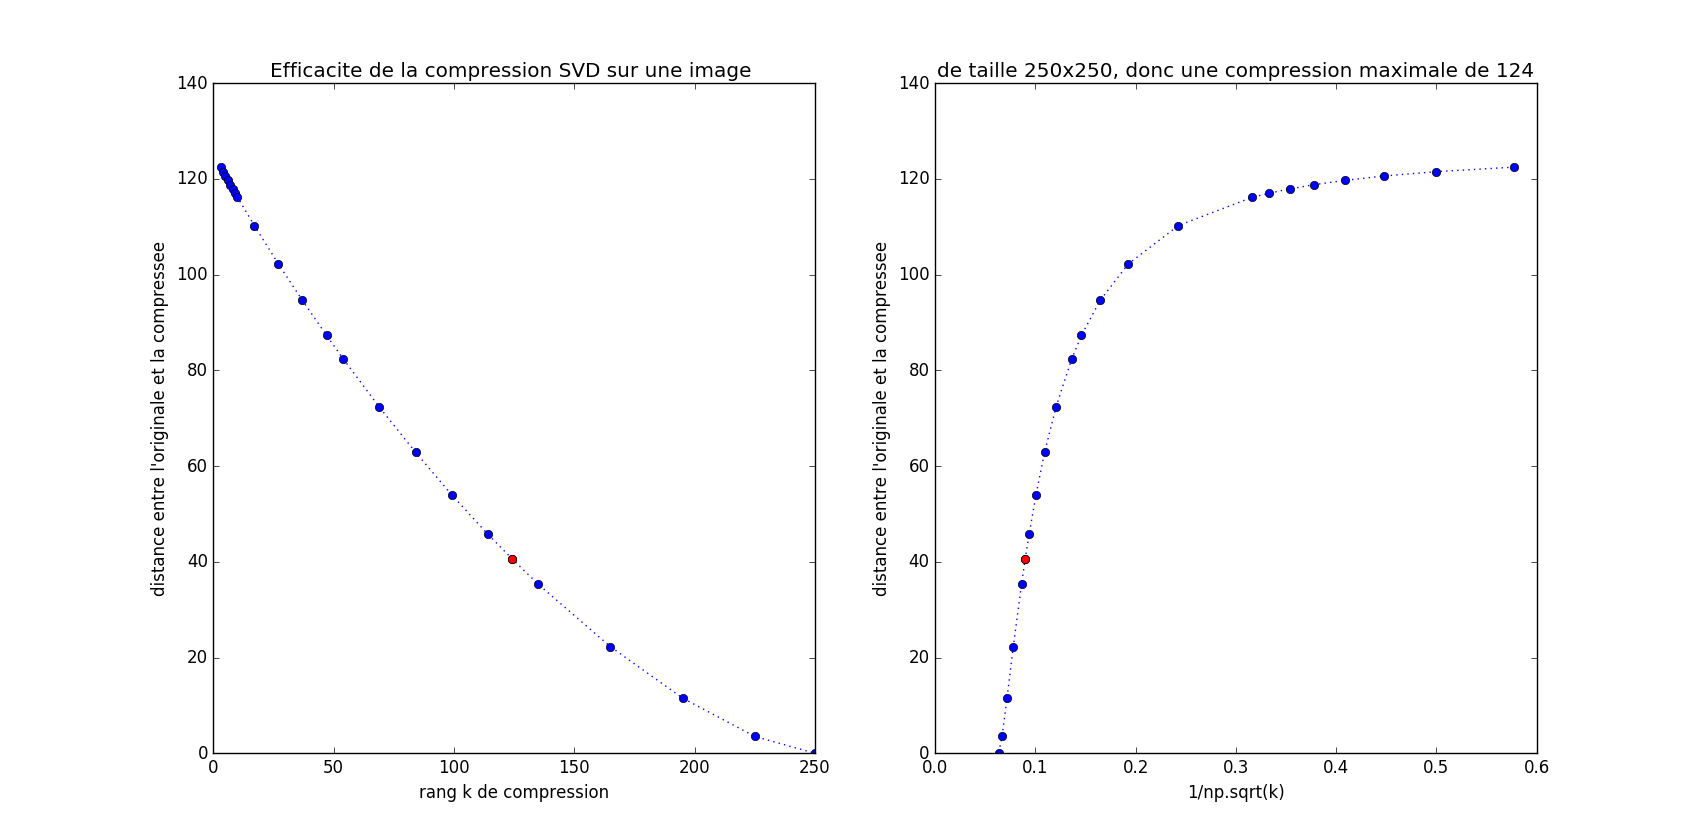 Efficacite de la compression SVD sur une image
140
120
100
80
60
40
20
0
distance entre l'originale et la compressee
0 50 100 150 200 250
rang k de compression
de taille 250x250, donc une compression maximale de 124
140
120
100
80
60
40
20
0
distance entre l'originale et la compressee
0.0 0.1 0.2 0.3 0.4 0.5 0.6
1/np.sqrt(k)